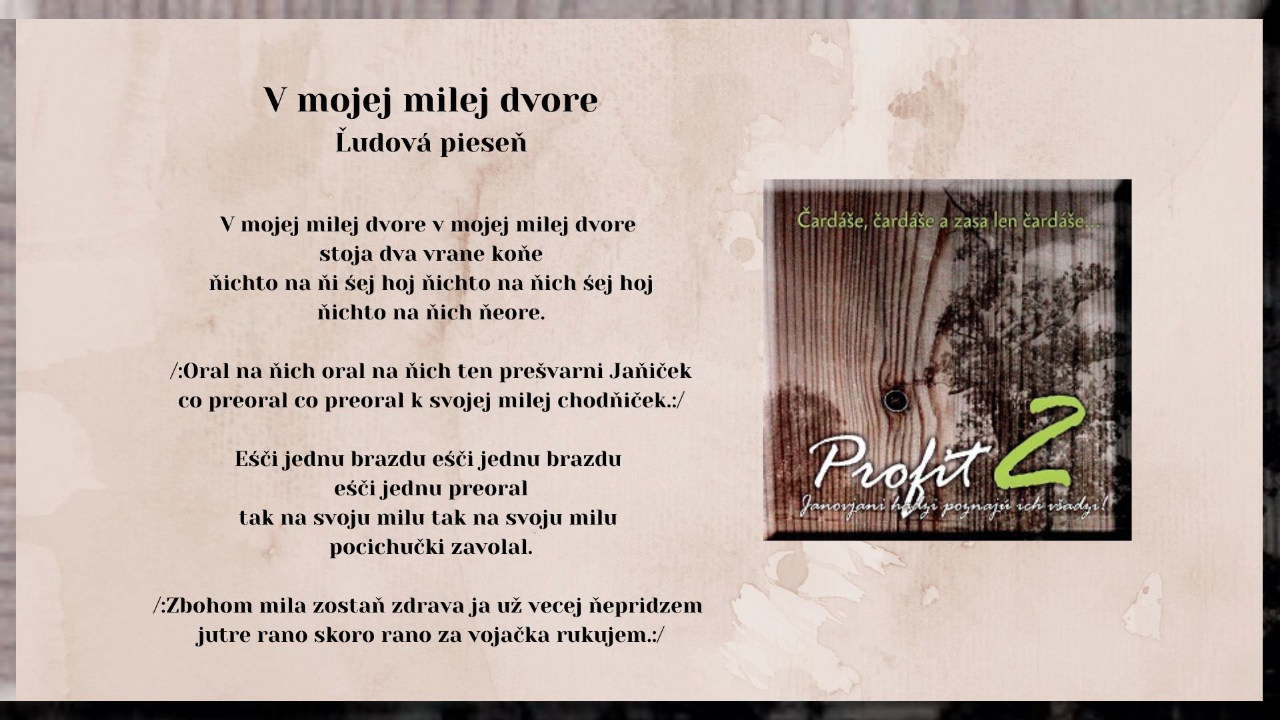 V mojej milej dvore
Ľudová pieseň
V mojej milej dvore v mojej milej dvore
stoja dva vrane koňe
ňichto na ňi śej hoj ňichto na ňich śej hoj
ňichto na ňich ňeore.
/:Oral na ňich oral na ňich ten prešvarni Jaňiček
co preoral co preoral k svojej milej chodňiček.:/
Eśči jednu brazdu eśči jednu brazdu
eśči jednu preoral
tak na svoju milu tak na svoju milu
pocichučki zavolal.
/:Zbohom mila zostaň zdrava ja už vecej ňepridzem
jutre rano skoro rano za vojačka rukujem.:/
Čardáše, čardáše a zasa len čardáše...
Profit 2
Janovjani hudzi poznajú ich všadzi!